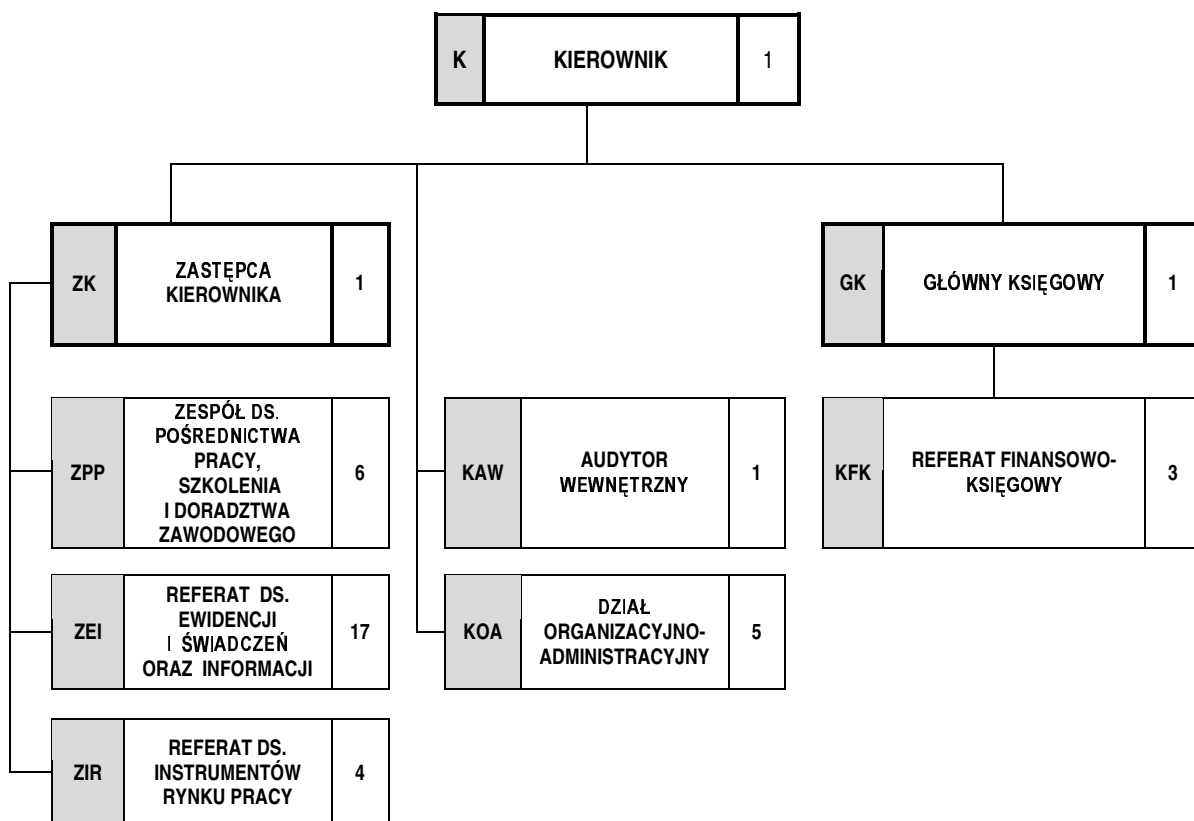 K
KIEROWNIK
1
ZK
ZASTĘPCA
KIEROWNIKA
1
GK
GŁÓWNY KSIĘGOWY
1
ZPP
ZESPÓŁ DS.
POŚREDNICTWA
PRACY,
SZKOLENIA
I DORADZTWA
ZAWODOWEGO
6
KAW
AUDYTOR
WEWNĘTRZNY
1
KFK
REFERAT FINANSOWO-
KSIĘGOWY
3
ZEI
REFERAT DS.
EWIDENCJI
I ŚWIADCZEŃ
ORAZ INFORMACJI
17
KOA
DZIAŁ
ORGANIZACYJNO-
ADMINISTRACYJNY
5
ZIR
REFERAT DS.
INSTRUMENTÓW
RYNKU PRACY
4